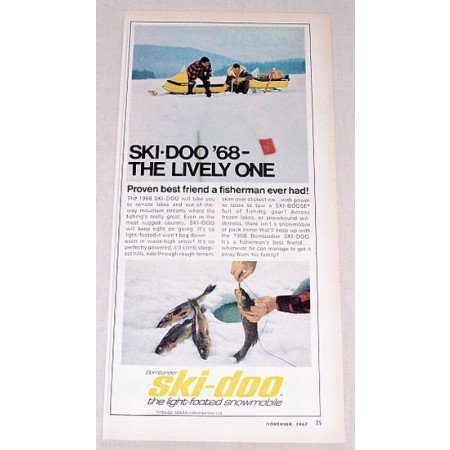 SKI-DOO '68-
THE LIVELY ONE
Proven best friend a fisherman ever had!
The 1968 SKI-DOO will take you
to remote lakes and out-of-the-
way mountain streams where the
fishing's really great. Even in the
most rugged country, SKI-DOO
will keep right on going. It's so
light-footed it won't bog down...
even in waist-high snow! It's so
perfectly powered, it'll climb steep-
est hills, ride through rough terrain,
skim over slickest ice... with power
to spare to tow a SKI-BOOSE*
full of fishing gear! Across
frozen lakes, or snowbound wil-
derness, there isn't a snowmobile
or pack horse that'll keep up with
the 1968 Bombardier SKI-DOO.
It's a fisherman's best friend...
whenever he can manage to get it
away from his family!
Bombardier
ski-doo
the light-footed snowmobile
*TRADE MARK—Bombardier Ltd.
NOVEMBER, 1967 25